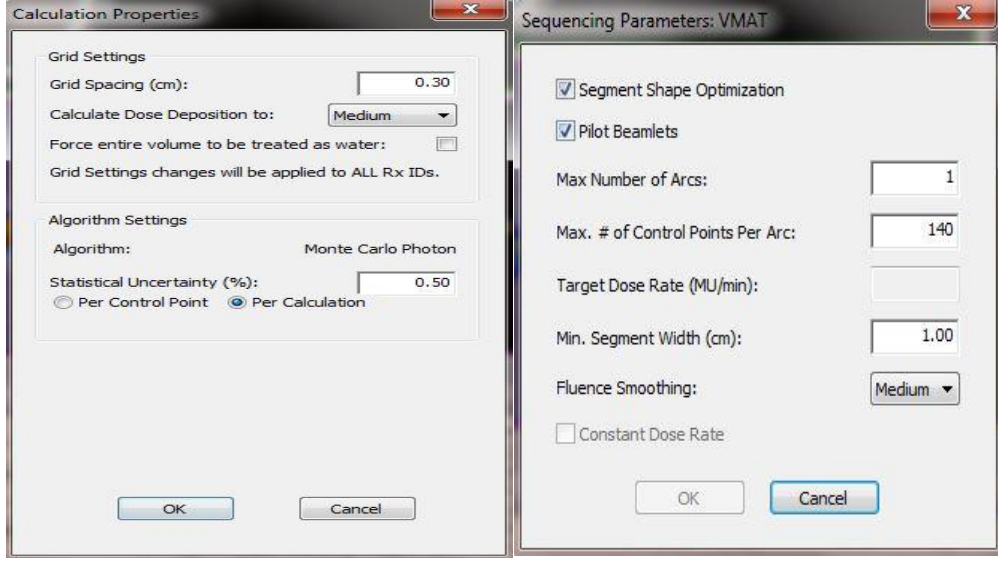 Calculation Properties
Grid Settings
Grid Spacing (cm): 0.30
Calculate Dose Deposition to: Medium
Force entire volume to be treated as water:
Grid Settings changes will be applied to ALL Rx IDs.
Algorithm Settings
Algorithm: Monte Carlo Photon
Statistical Uncertainty (%): 0.50
Per Control Point Per Calculation
OK Cancel
Sequencing Parameters: VMAT
X
Segment Shape Optimization
Pilot Beamlets
Max Number of Arcs: 1
Max. # of Control Points Per Arc: 140
Target Dose Rate (MU/min):
Min. Segment Width (cm): 1.00
Fluence Smoothing: Medium
Constant Dose Rate
OK Cancel